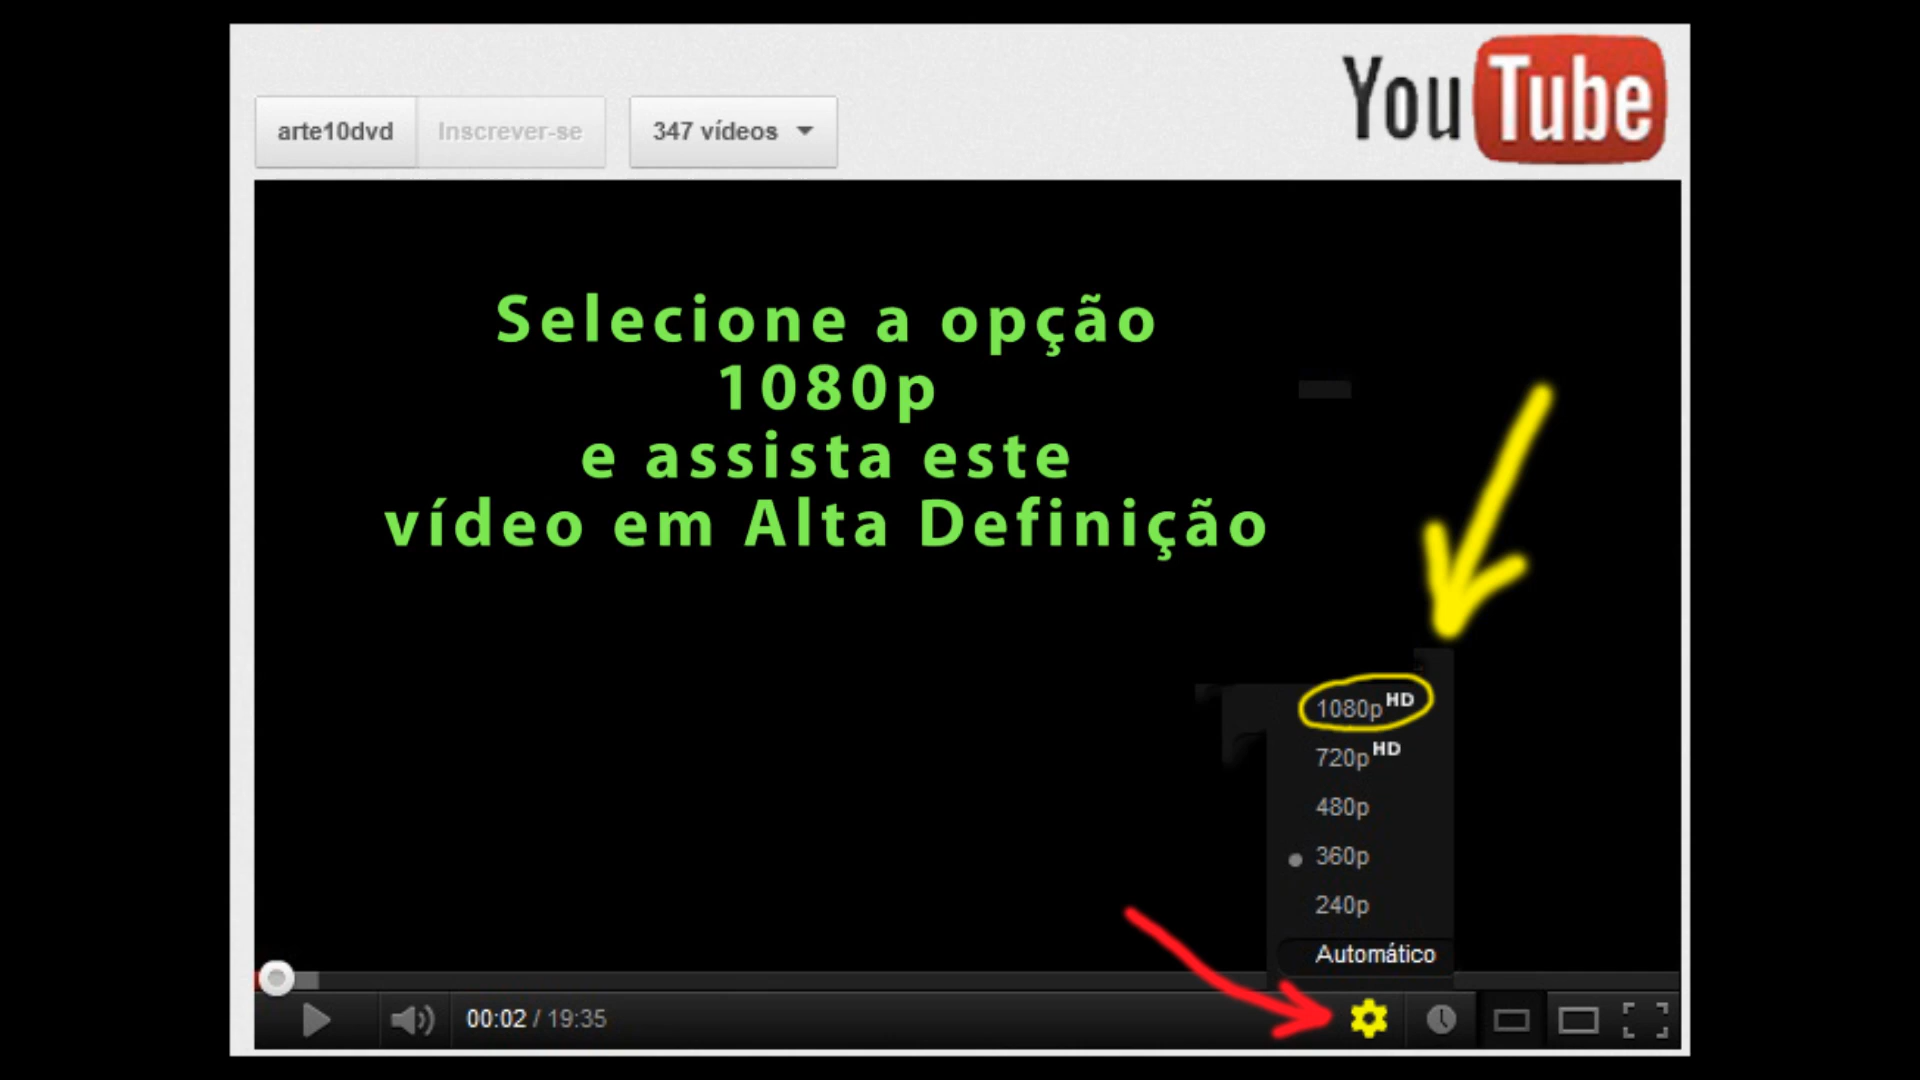 YouTube
arte10dvd Inscrever-se 347 vídeos
Selecione a opção
1080p
e assista este
vídeo em Alta Definição
1080p HD
720p HD
480p
360p
240p
Automático
00:02 / 19:35